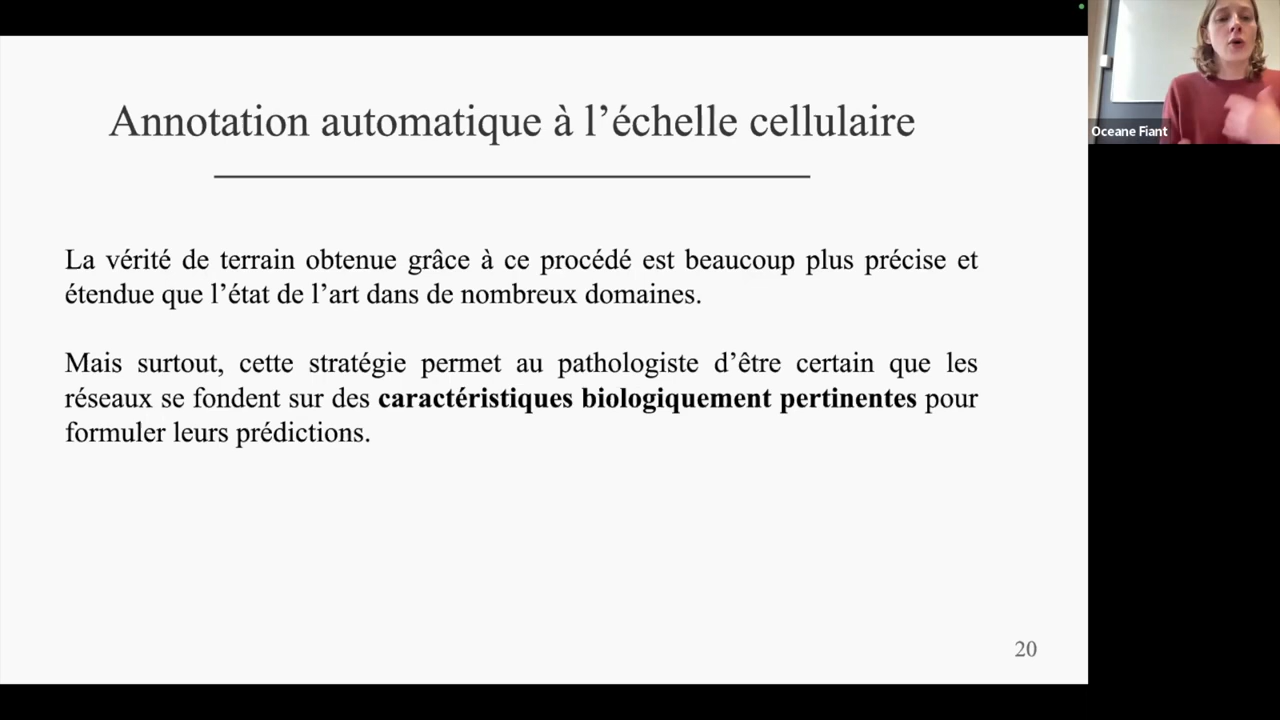 Annotation automatique à l’échelle cellulaire
La vérité de terrain obtenue grâce à ce procédé est beaucoup plus précise et
étendue que l’état de l’art dans de nombreux domaines.
Mais surtout, cette stratégie permet au pathologiste d’être certain que les
réseaux se fondent sur des caractéristiques biologiquement pertinentes pour
formuler leurs prédictions.
20
Oceane Fiant